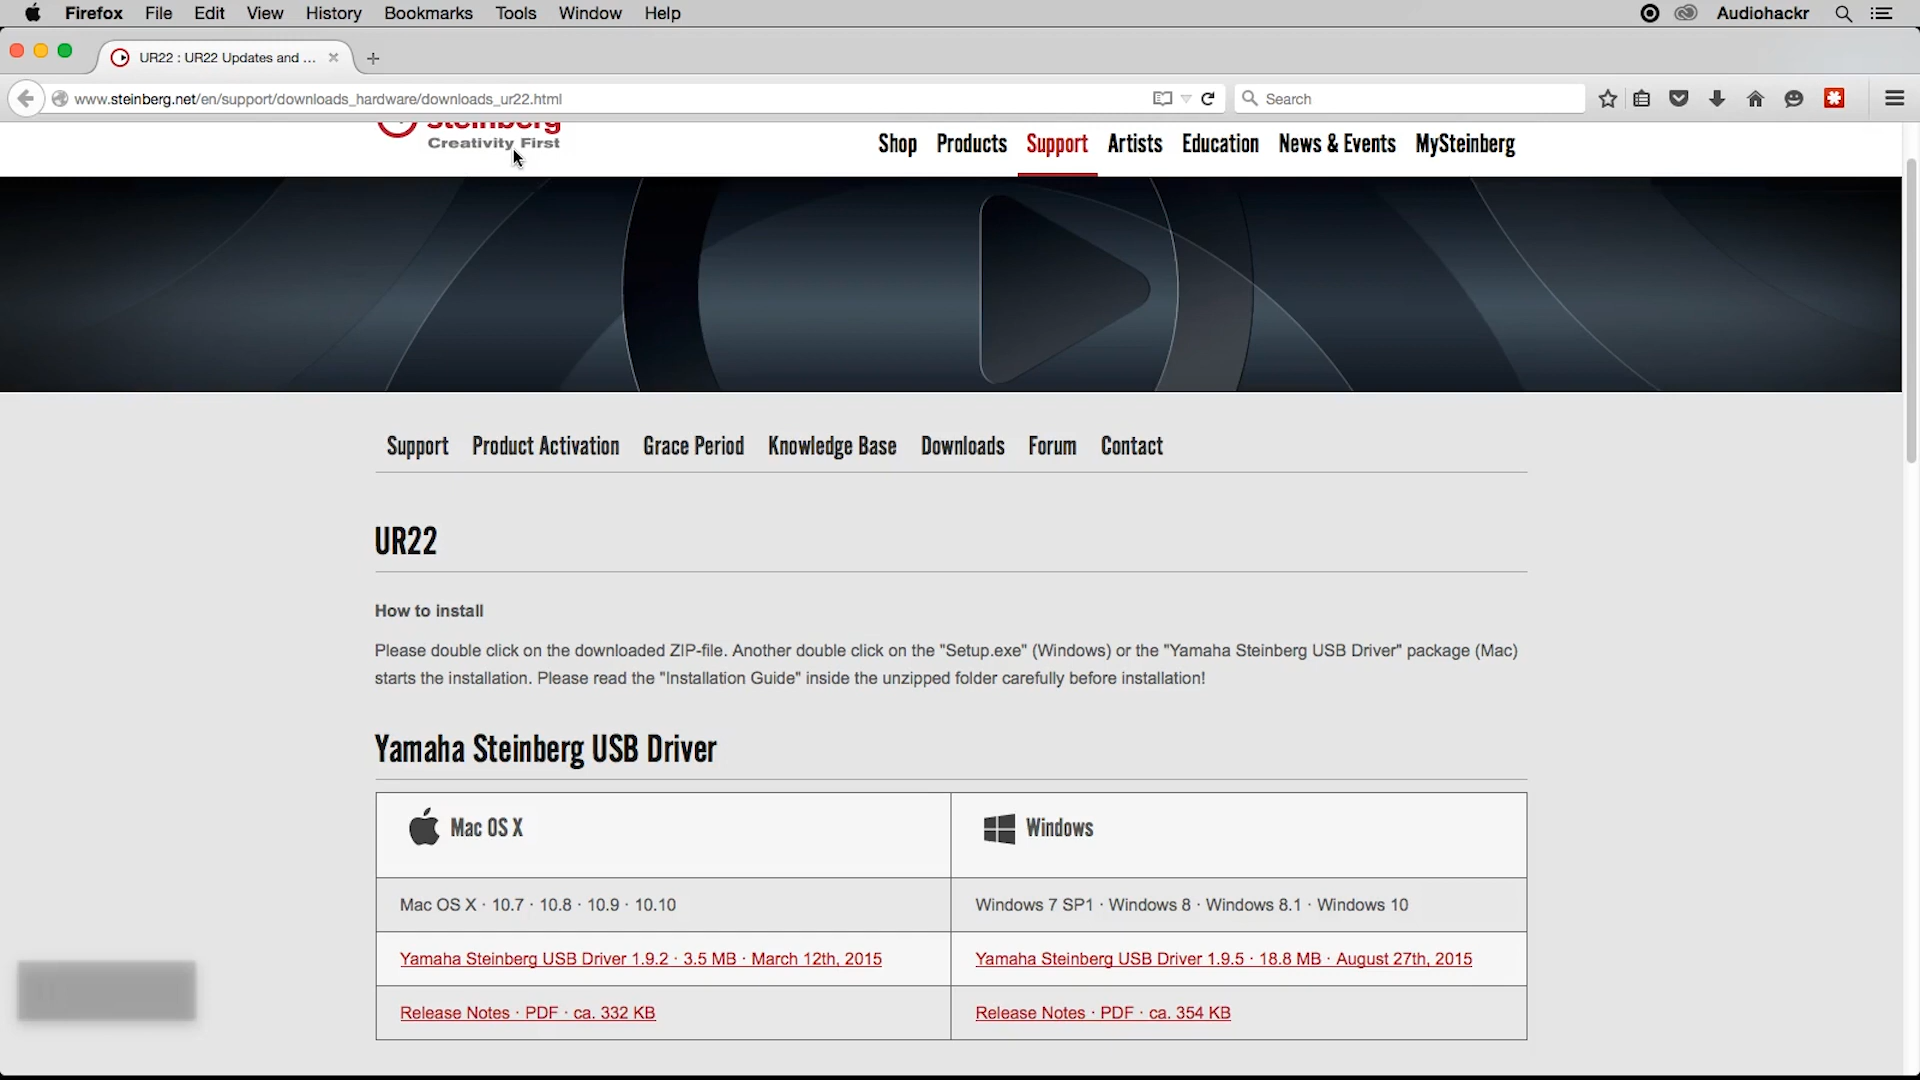 Firefox File Edit View History Bookmarks Tools Window Help Audiohackr
UR22 : UR22 Updates and ...
www.steinberg.net/en/support/downloads_hardware/downloads_ur22.html
Search
steinberg
Creativity First
Shop Products Support Artists Education News & Events MySteinberg
Support Product Activation Grace Period Knowledge Base Downloads Forum Contact
UR22
How to install
Please double click on the downloaded ZIP-file. Another double click on the "Setup.exe" (Windows) or the "Yamaha Steinberg USB Driver" package (Mac)
starts the installation. Please read the "Installation Guide" inside the unzipped folder carefully before installation!
Yamaha Steinberg USB Driver
Mac OS X
Windows
Mac OS X · 10.7 · 10.8 · 10.9 · 10.10
Windows 7 SP1 · Windows 8 · Windows 8.1 · Windows 10
Yamaha Steinberg USB Driver 1.9.2 · 3.5 MB · March 12th, 2015
Yamaha Steinberg USB Driver 1.9.5 · 18.8 MB · August 27th, 2015
Release Notes · PDF · ca. 332 KB
Release Notes · PDF · ca. 354 KB